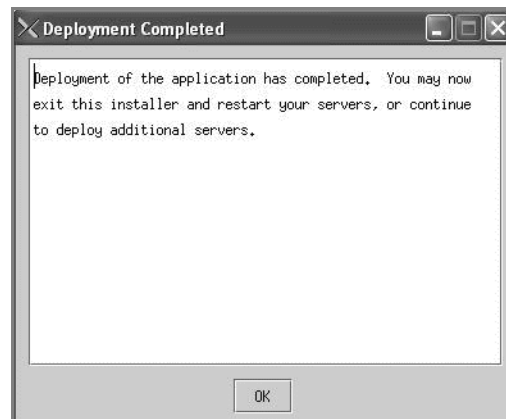 Deployment Completed
Deployment of the application has completed. You may now
exit this installer and restart your servers, or continue
to deploy additional servers.
OK